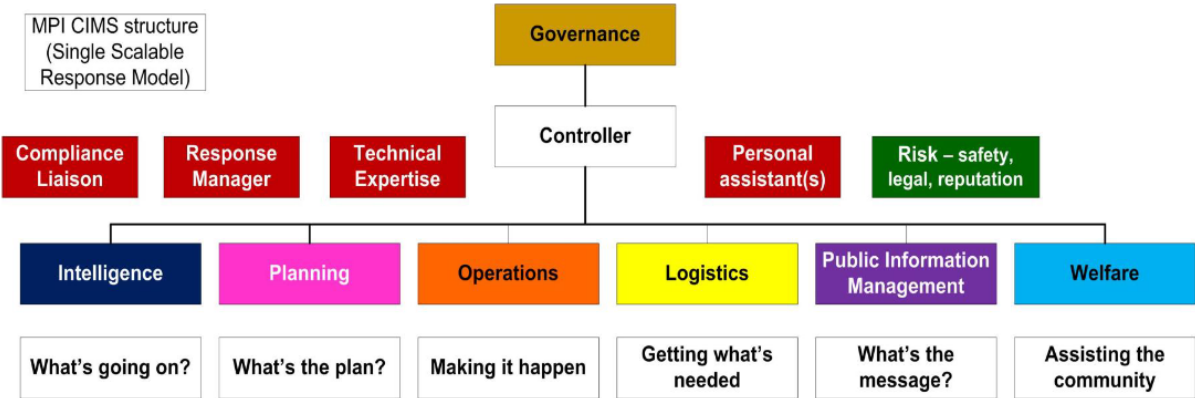 MPI CIMS structure
(Single Scalable
Response Model)
Governance
Controller
Compliance
Liaison
Response
Manager
Technical
Expertise
Personal
assistant(s)
Risk – safety,
legal, reputation
Intelligence
Planning
Operations
Logistics
Public Information
Management
Welfare
What's going on?
What's the plan?
Making it happen
Getting what's
needed
What's the
message?
Assisting the
community